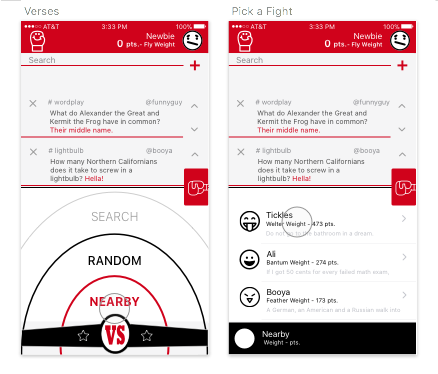 Verses
AT&T 3:33 PM 100%
Newbie
0 pts.- Fly Weight
Search
# wordplay @funnyguy
What do Alexander the Great and
Kermit the Frog have in common?
Their middle name.
# lightbulb @booya
How many Northern Californians
does it take to screw in a
lightbulb? Hella!
SEARCH
RANDOM
NEARBY
VS
Pick a Fight
AT&T 3:33 PM 100%
Newbie
0 pts.- Fly Weight
Search
# wordplay @funnyguy
What do Alexander the Great and
Kermit the Frog have in common?
Their middle name.
# lightbulb @booya
How many Northern Californians
does it take to screw in a
lightbulb? Hella!
Tickles
Welter Weight - 473 pts.
Do not go to the bathroom in a dream.
Ali
Bantum Weight - 274 pts.
If I got 50 cents for every failed math exam,
Booya
Feather Weight - 173 pts.
A German, an American and a Russian walk into
Nearby
Weight - pts.